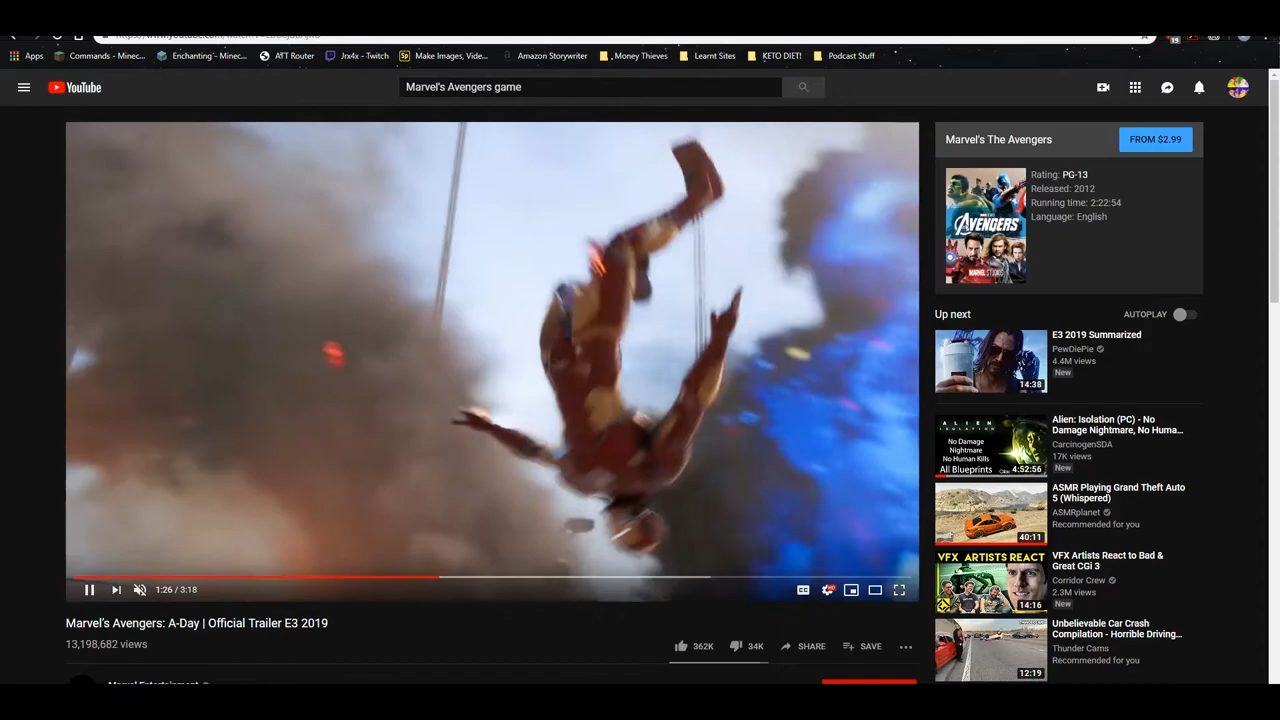 Apps Commands - Minec... Enchanting - Minec... ATT Router Jrx4x - Twitch Make Images, Vide... Amazon Storywriter Money Thieves Learnt Sites KETO DIET! Podcast Stuff
YouTube
Marvel's Avengers game
1:26 / 3:18
Marvel's Avengers: A-Day | Official Trailer E3 2019
13,198,682 views
362K 34K SHARE SAVE
Marvel Entertainment
Marvel's The Avengers
FROM $2.99
AVENGERS
MARVEL STUDIOS
Rating: PG-13
Released: 2012
Running time: 2:22:54
Language: English
Up next
AUTOPLAY
14:38
E3 2019 Summarized
PewDiePie
4.4M views
New
ALIEN
ISOLATION
No
Damage
Nightmare
No Human Kills
All Blueprints
4:52:56
Alien: Isolation (PC) - No
Damage Nightmare, No Huma...
CarcinogenSDA
17K views
New
40:11
ASMR Playing Grand Theft Auto
5 (Whispered)
ASMRplanet
Recommended for you
VFX ARTISTS REACT
14:16
VFX Artists React to Bad &
Great CGi 3
Corridor Crew
2.3M views
New
12:19
Unbelievable Car Crash
Compilation - Horrible Driving...
Thunder Cams
Recommended for you